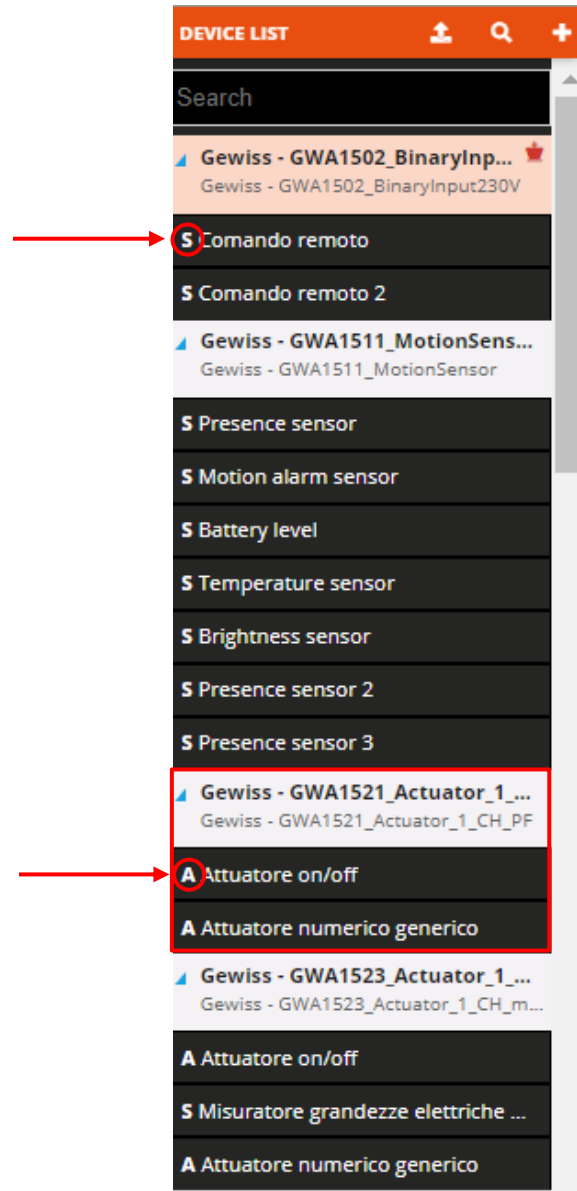 DEVICE LIST
Search
Gewiss - GWA1502_BinaryInp...
Gewiss - GWA1502_BinaryInput230V
S Comando remoto
S Comando remoto 2
Gewiss - GWA1511_MotionSens...
Gewiss - GWA1511_MotionSensor
S Presence sensor
S Motion alarm sensor
S Battery level
S Temperature sensor
S Brightness sensor
S Presence sensor 2
S Presence sensor 3
Gewiss - GWA1521_Actuator_1_...
Gewiss - GWA1521_Actuator_1_CH_PF
A Attuatore on/off
A Attuatore numerico generico
Gewiss - GWA1523_Actuator_1_...
Gewiss - GWA1523_Actuator_1_CH_m...
A Attuatore on/off
S Misuratore grandezze elettriche ...
A Attuatore numerico generico